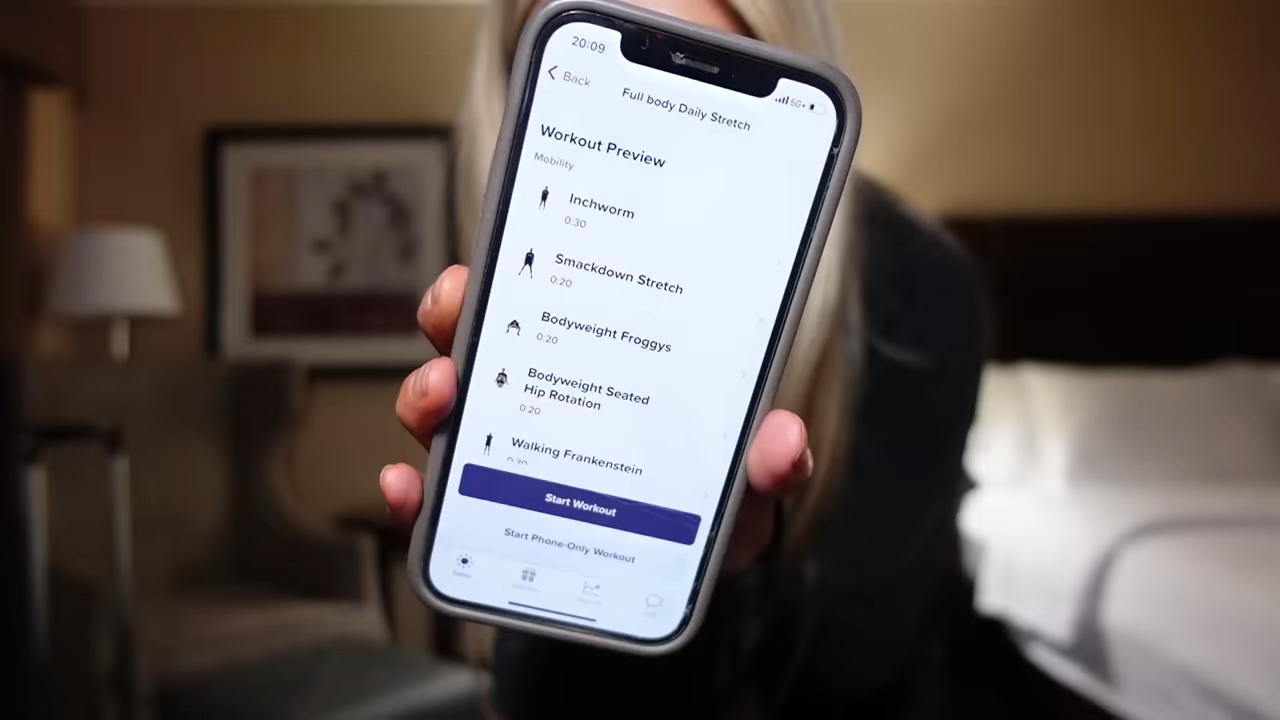 20:09
5G+
Back
Full body Daily Stretch
Workout Preview
Mobility
Inchworm
0:30
Smackdown Stretch
0:20
Bodyweight Froggys
0:20
Bodyweight Seated
Hip Rotation
0:20
Walking Frankenstein
Start Workout
Start Phone-Only Workout